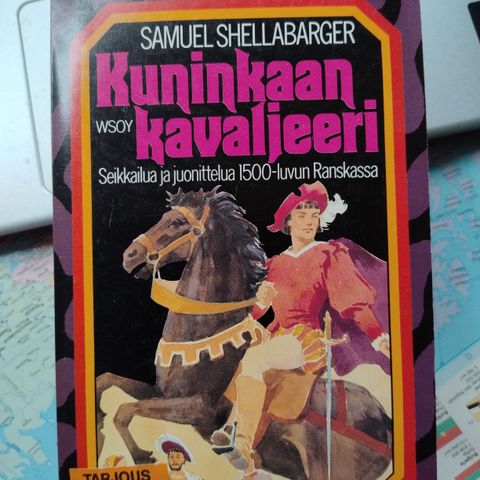 SAMUEL SHELLABARGER
Kuninkaan
WSOY kavaljeeri
Seikkailua ja juonittelua 1500-luvun Ranskassa
TARJOUS